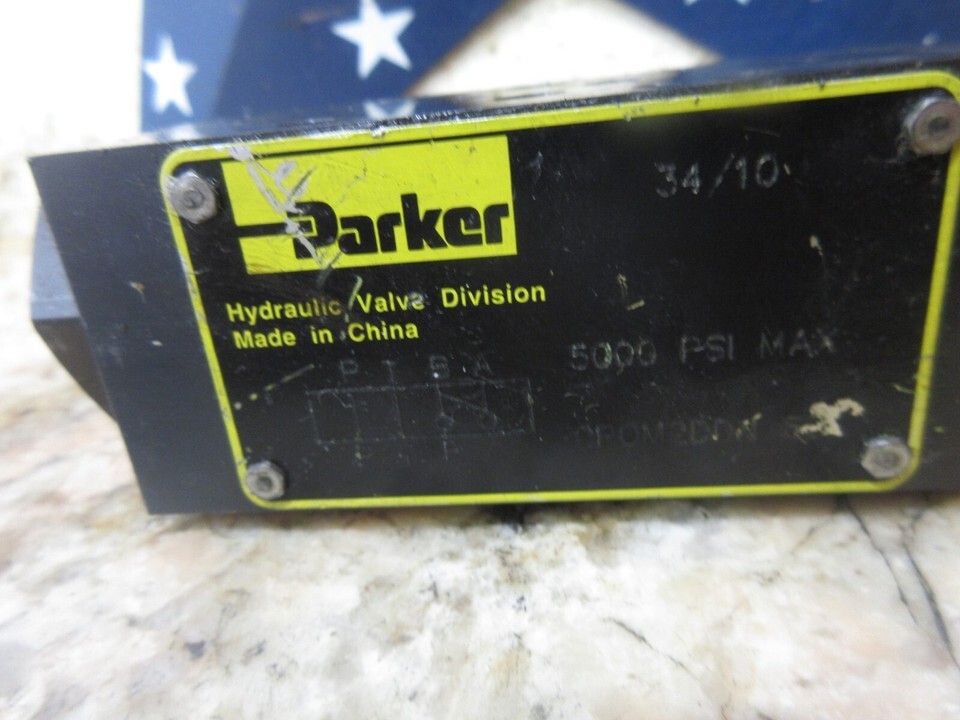 34/10
Parker
Hydraulic Valve Division
Made in China
P T B A
5000 PSI MAX